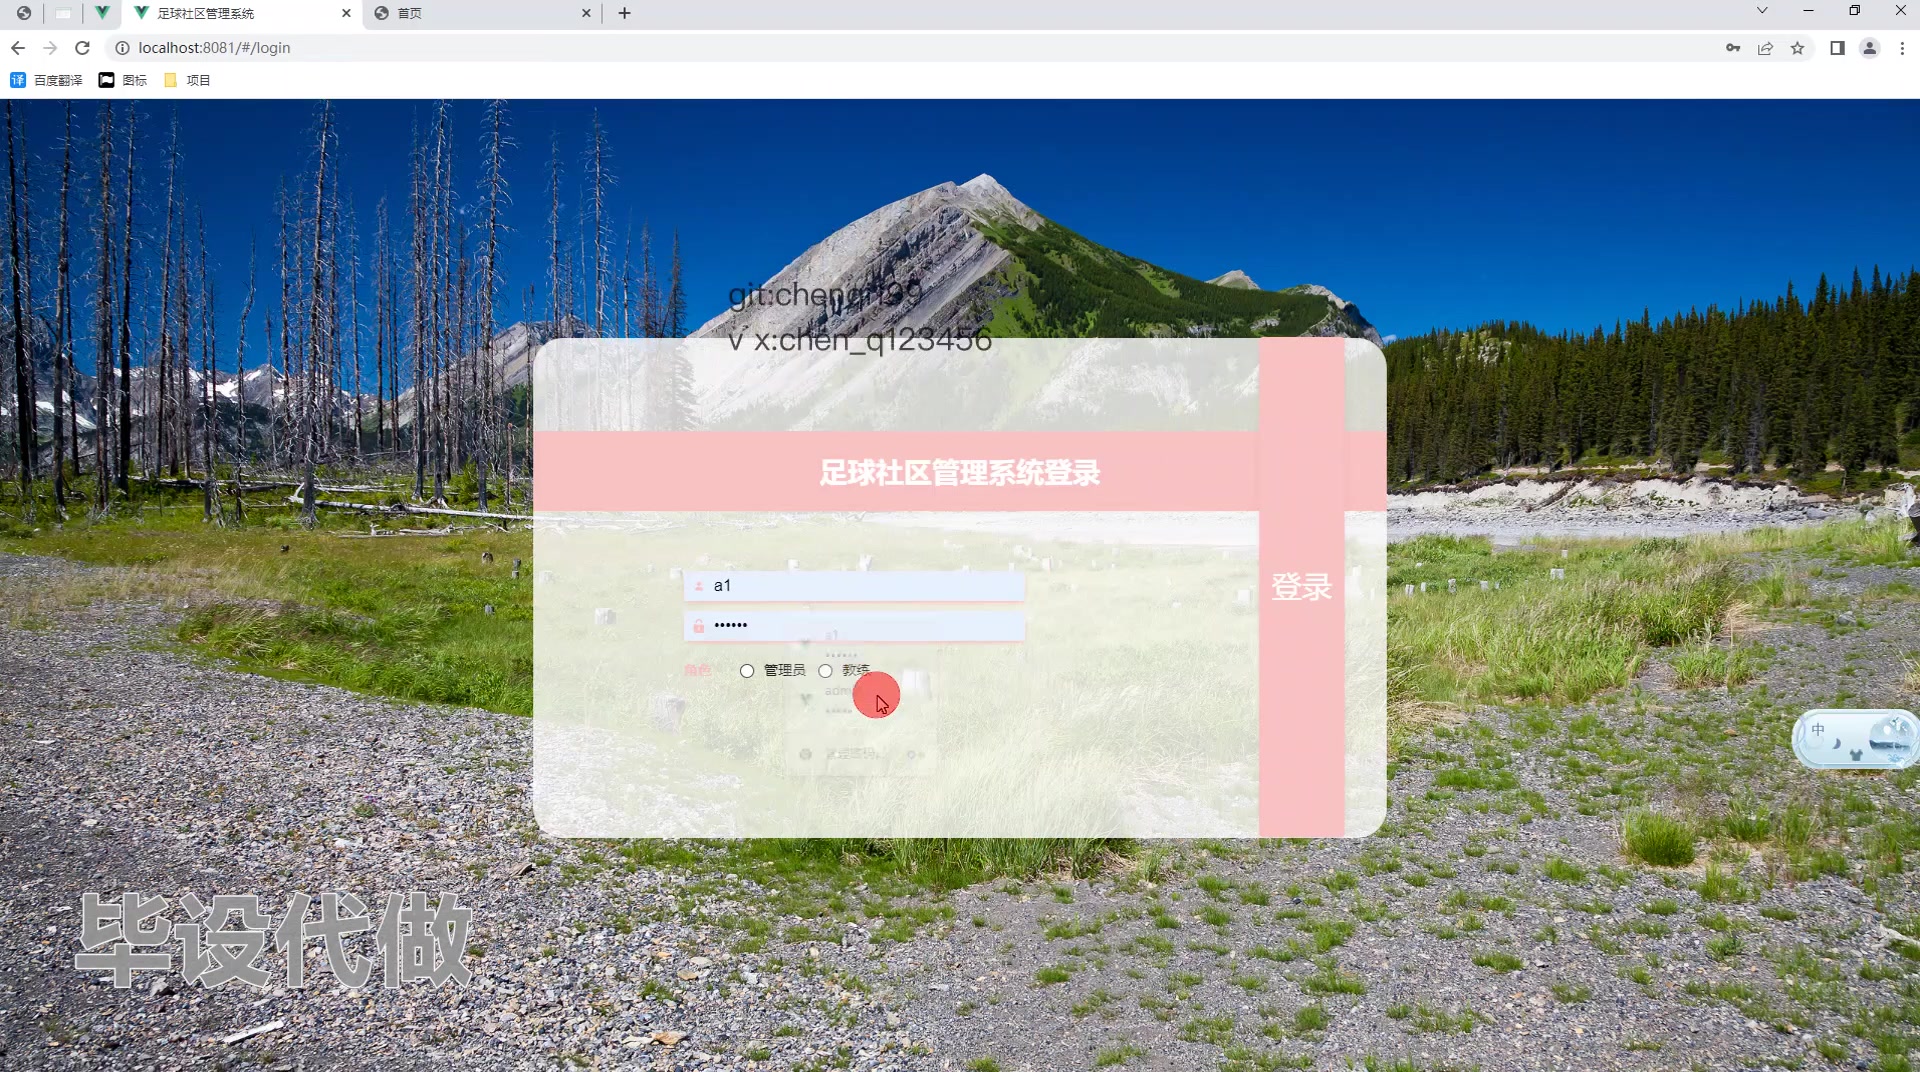 足球社区管理系统
首页
localhost:8081/#/login
百度翻译
图标
项目
v x:chen_q123456
足球社区管理系统登录
a1
••••••
登录
角色
管理员
教练
a1
中
毕设代做